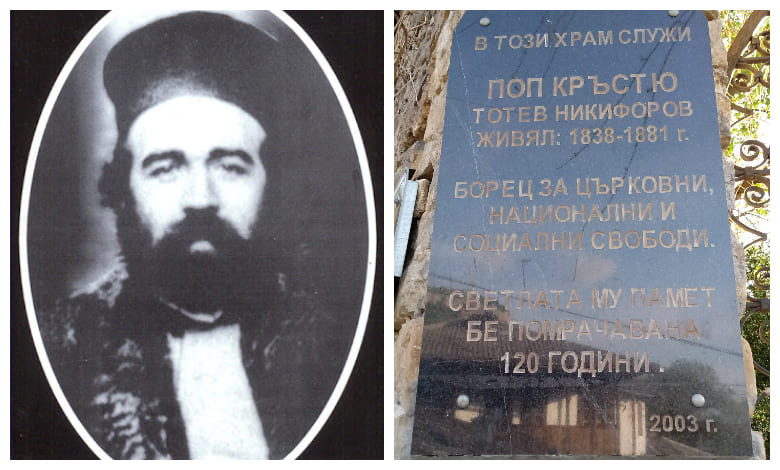 В ТОЗИ ХРАМ СЛУЖИ
ПОП КРЪСТЮ
ТОТЕВ НИКИФОРОВ
ЖИВЯЛ: 1838-1881 г.
БОРЕЦ ЗА ЦЪРКОВНИ,
НАЦИОНАЛНИ И
СОЦИАЛНИ СВОБОДИ.
СВЕТЛАТА МУ ПАМЕТ
БЕ ПОМРАЧАВАНА
120 ГОДИНИ.
2003 г.